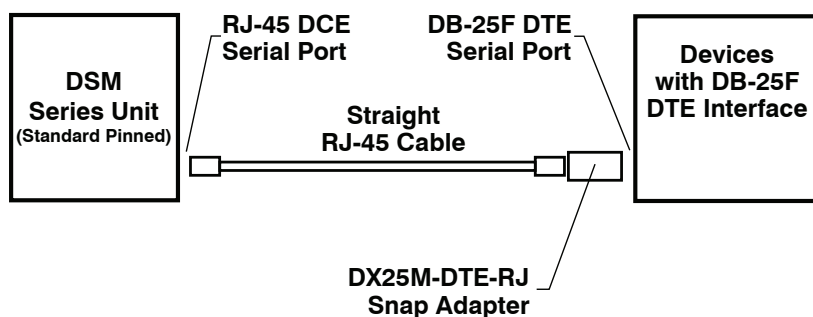 RJ-45 DCE
Serial Port
DB-25F DTE
Serial Port
DSM
Series Unit
(Standard Pinned)
Devices
with DB-25F
DTE Interface
Straight
RJ-45 Cable
DX25M-DTE-RJ
Snap Adapter